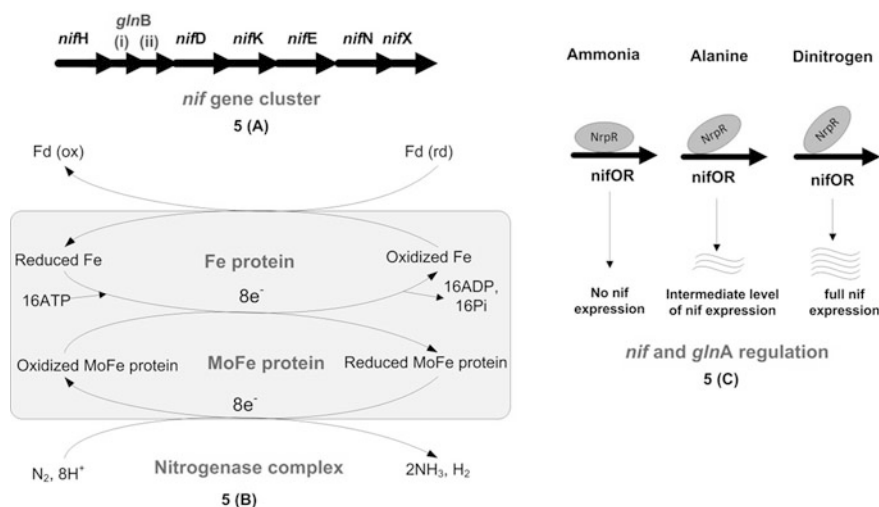 glnB
nifH (i) (ii) nifD nifK nifE nifN nifX
nif gene cluster
5 (A)
Fd (ox) Fd (rd)
Reduced Fe Fe protein Oxidized Fe
16ATP 8e- 16ADP,
16Pi
Oxidized MoFe protein MoFe protein Reduced MoFe protein
8e-
N2, 8H+ Nitrogenase complex 2NH3, H2
5 (B)
Ammonia Alanine Dinitrogen
NrpR NrpR NrpR
nifOR nifOR nifOR
No nif
expression
Intermediate level
of nif expression
full nif
expression
nif and glnA regulation
5 (C)